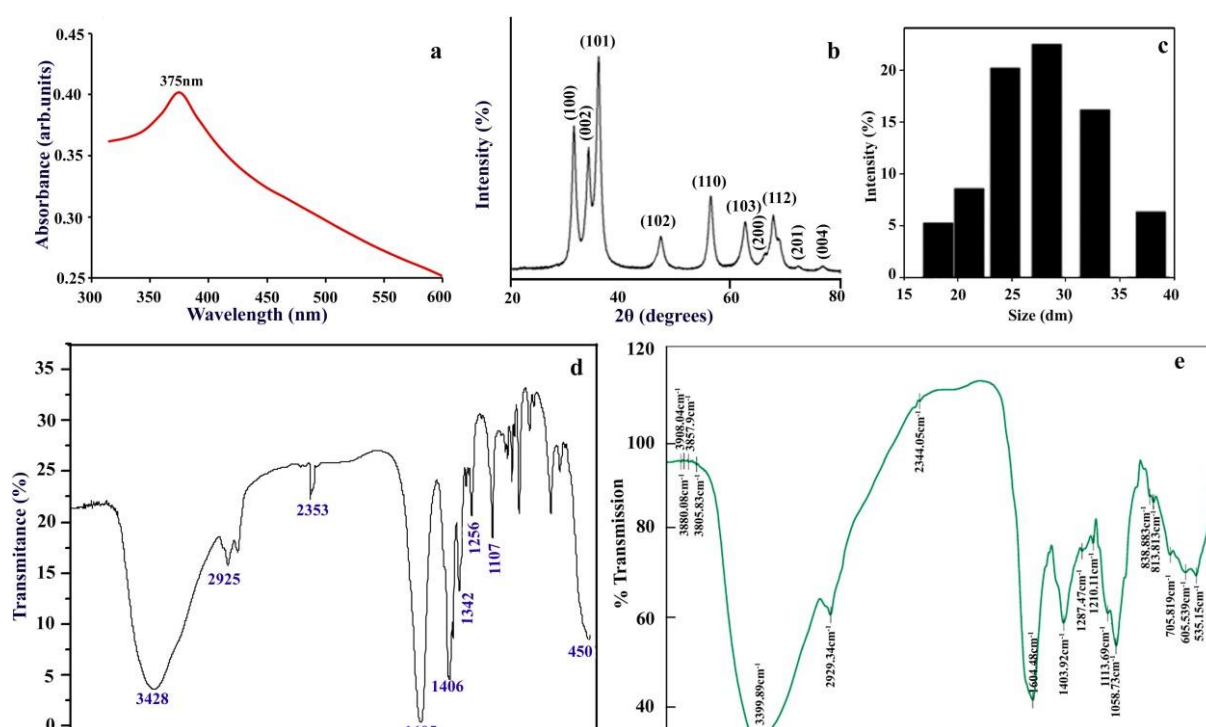 a
0.45
0.40
0.35
0.30
0.25
375nm
Absorbance (arb.units)
300 350 400 450 500 550 600
Wavelength (nm)
b
(100)
(002)
(101)
(102)
(110)
(103)
(200)
(112)
(201)
(004)
Intensity (%)
20 40 60 80
2θ (degrees)
c
20
15
10
5
0
Intensity (%)
15 20 25 30 35 40
Size (dm)
d
35
30
25
20
15
10
5
0
Transmitance (%)
3428
2925
2353
1406
1342
1256
1107
450
e
120
100
80
60
40
% Transmission
3908.04cm⁻¹
3857.9cm⁻¹
3880.08cm⁻¹
3805.83cm⁻¹
3399.89cm⁻¹
2929.34cm⁻¹
2344.05cm⁻¹
1604.48cm⁻¹
1403.92cm⁻¹
1287.47cm⁻¹
1210.11cm⁻¹
1113.69cm⁻¹
1058.73cm⁻¹
838.883cm⁻¹
813.813cm⁻¹
705.819cm⁻¹
605.539cm⁻¹
535.15cm⁻¹